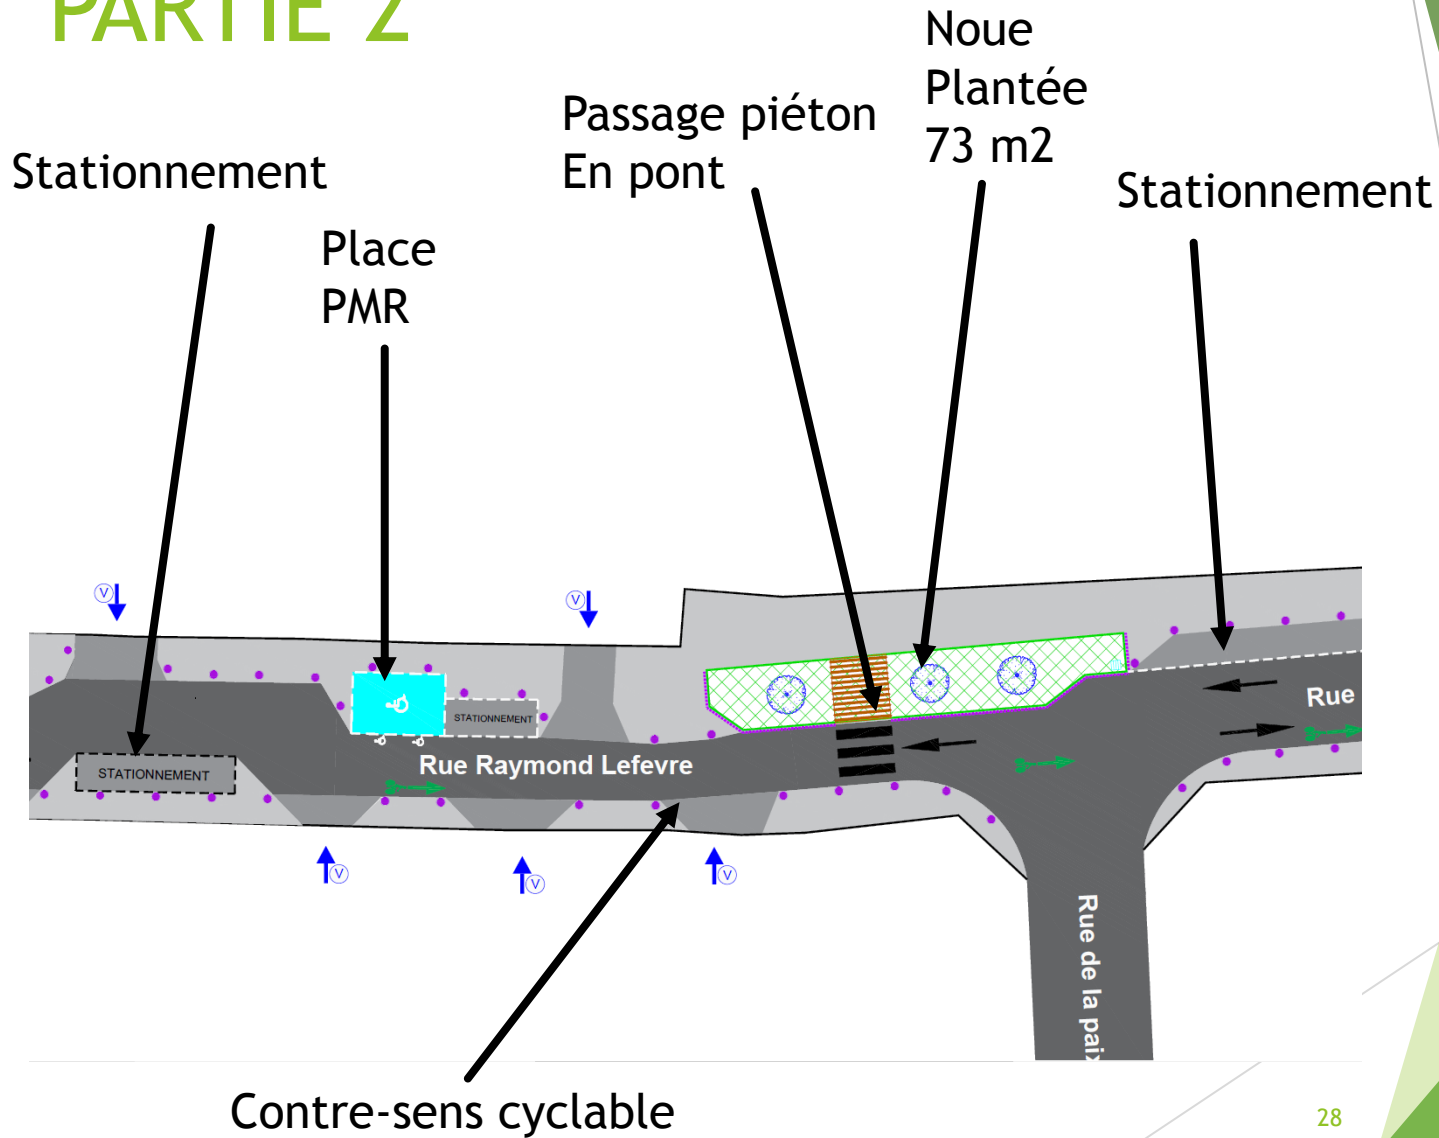 PARTIE 2
Noue
Plantée
73 m2
Passage piéton
En pont
Stationnement
Stationnement
Place
PMR
V
V
STATIONNEMENT
STATIONNEMENT
Rue Raymond Lefevre
Rue
V
V
V
Rue de la paix
Contre-sens cyclable
28